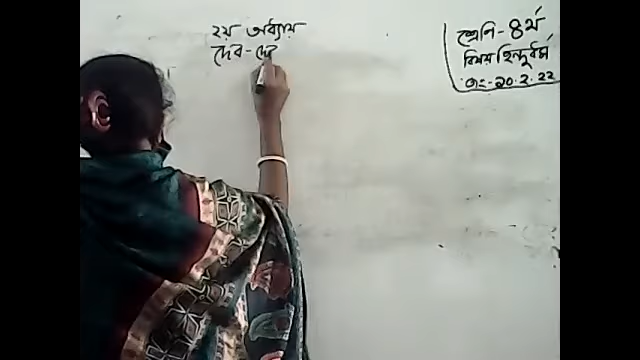 ২য় অধ্যায়
দেব - দে
শ্রেণি - ৪র্থ
বিষয় হিন্দুধর্ম
তাং - ২০.২.২২